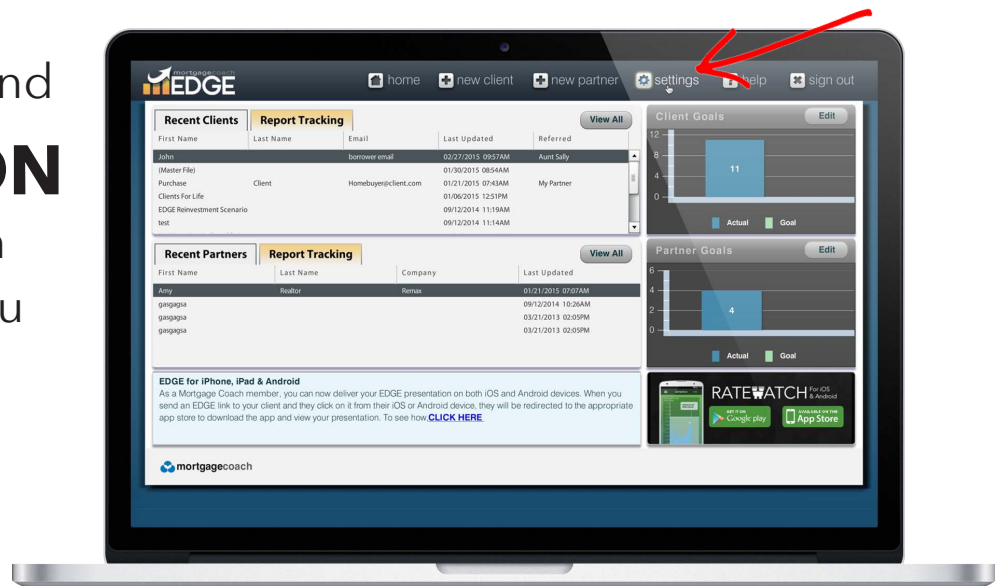 nd
ON
u
mortgagecoach
EDGE
home
new client
new partner
settings
help
sign out
Recent Clients
Report Tracking
View All
First Name Last Name Email Last Updated Referred
John borrower email 02/27/2015 09:57AM Aunt Sally
(Master File) 01/30/2015 08:54AM
Purchase Client Homebuyer@client.com 01/21/2015 07:43AM My Partner
Clients For Life 01/06/2015 12:51PM
EDGE Reinvestment Scenario 09/12/2014 11:19AM
test 09/12/2014 11:14AM
Client Goals
Edit
12
8
4
0
11
Actual Goal
Recent Partners
Report Tracking
View All
First Name Last Name Company Last Updated
Amy Realtor Remax 01/21/2015 07:07AM
gasgagsa 09/12/2014 10:26AM
gasgagsa 03/21/2013 02:05PM
gasgagsa 03/21/2013 02:05PM
Partner Goals
Edit
6
4
2
0
4
Actual Goal
EDGE for iPhone, iPad & Android
As a Mortgage Coach member, you can now deliver your EDGE presentation on both iOS and Android devices. When you
send an EDGE link to your client and they click on it from their iOS or Android device, they will be redirected to the appropriate
app store to download the app and view your presentation. To see how CLICK HERE
RATEWATCH For iOS & Android
GET IT ON
Google play
AVAILABLE ON THE
App Store
mortgagecoach